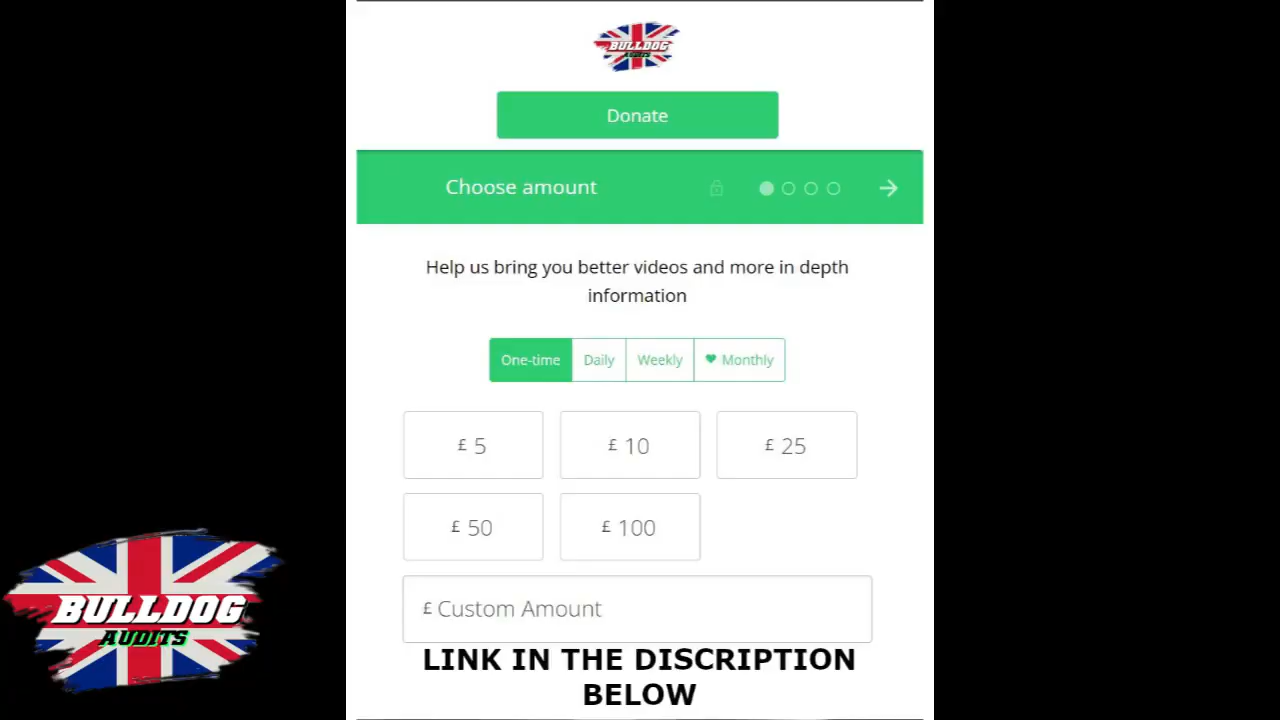 BULLDOG
AUDITS
Donate
Choose amount
Help us bring you better videos and more in depth
information
One-time Daily Weekly Monthly
£ 5 £ 10 £ 25
£ 50 £ 100
£ Custom Amount
LINK IN THE DISCRIPTION
BELOW
BULLDOG
AUDITS